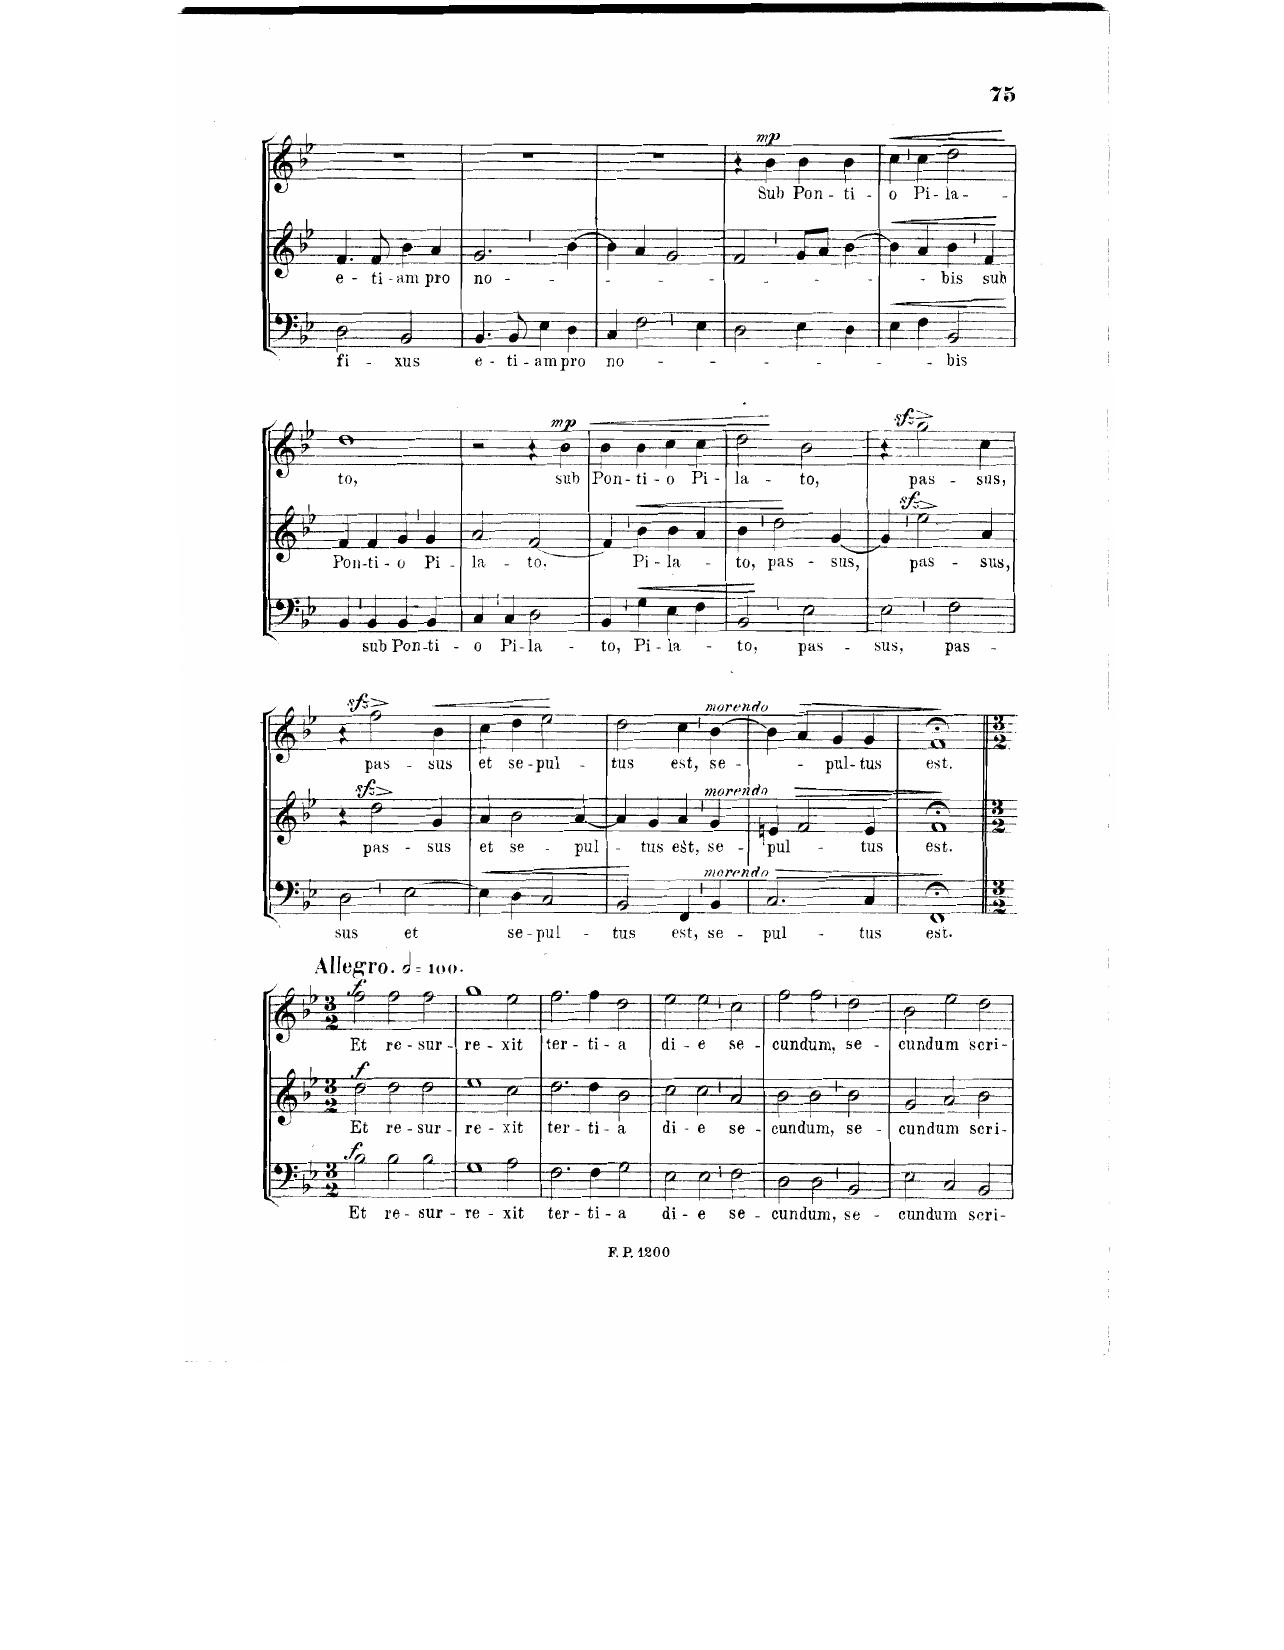 75
mp
Sub Pon - ti - o Pi - la -
e - ti - am pro no - bis sub
fi - xus e - ti - am pro no - bis
mp sf
to, sub Pon - ti - o Pi - la - to, pas - sus,
sf
Pon-ti - o Pi - la - to, Pi - la - to, pas - sus, pas - sus,
sub Pon-ti - o Pi - la - to, Pi - la - to, pas - sus, pas -
sf morendo
pas - sus et se - pul - tus est, se - pul - tus est.
sf morendo
pas - sus et se - pul - tus est, se - pul - tus est.
morendo
sus et se - pul - tus est, se - pul - tus est.
Allegro. = 100.
f
Et re - sur - re - xit ter - ti - a di - e se - cundum, se - cundum scri-
f
Et re - sur - re - xit ter - ti - a di - e se - cundum, se - cundum scri-
f
Et re - sur - re - xit ter - ti - a di - e se - cundum, se - cundum scri-
F. P. 1200